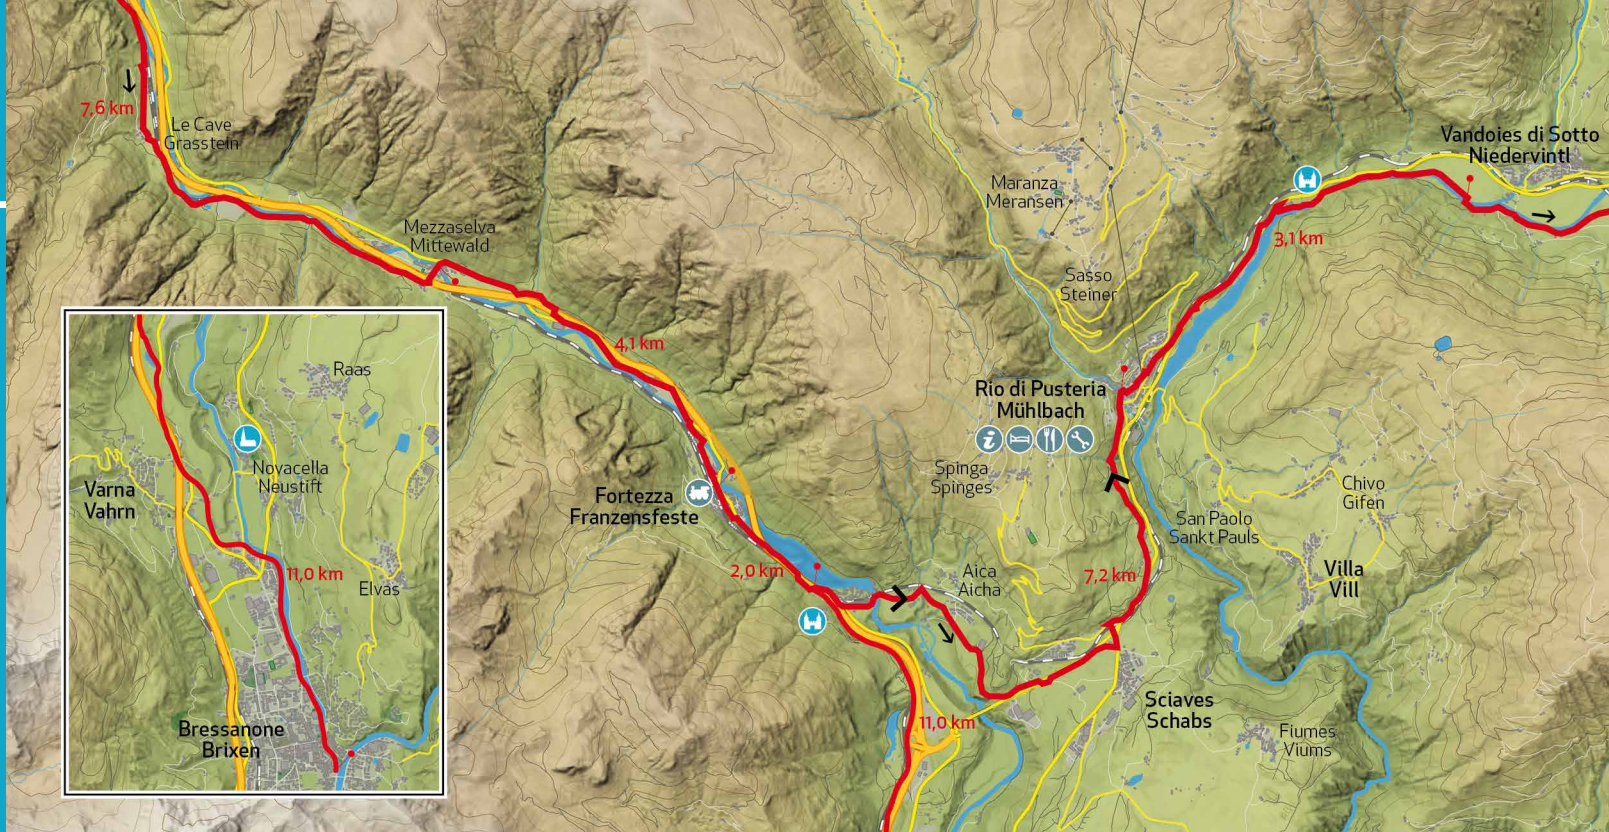 7,6 km
Le Cave
Grasstein
Mezzaselva
Mittewald
4,1 km
Fortezza
Franzensfeste
2,0 km
11,0 km
Aica
Aicha
7,2 km
Sciaves
Schabs
Fiumes
Viums
Villa
Vill
Chivo
Gifen
San Paolo
Sankt Pauls
Spinga
Spinges
Rio di Pusteria
Mühlbach
Sasso
Steiner
Maranza
Meransen
3,1 km
Vandoies di Sotto
Niedervintl
Raas
Novacella
Neustift
Varna
Vahrn
11,0 km
Elvas
Bressanone
Brixen